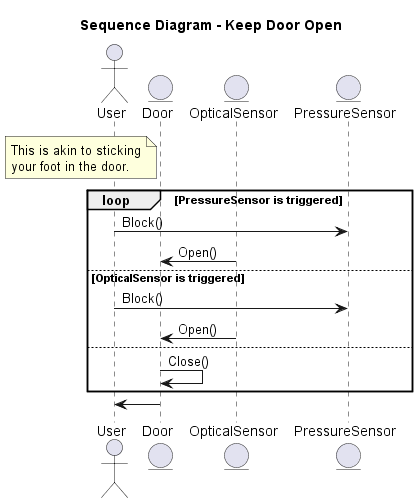 Sequence Diagram - Keep Door Open
User Door OpticalSensor PressureSensor
This is akin to sticking
your foot in the door.
loop [PressureSensor is triggered]
Block()
Open()
[OpticalSensor is triggered]
Block()
Open()
Close()
User Door OpticalSensor PressureSensor